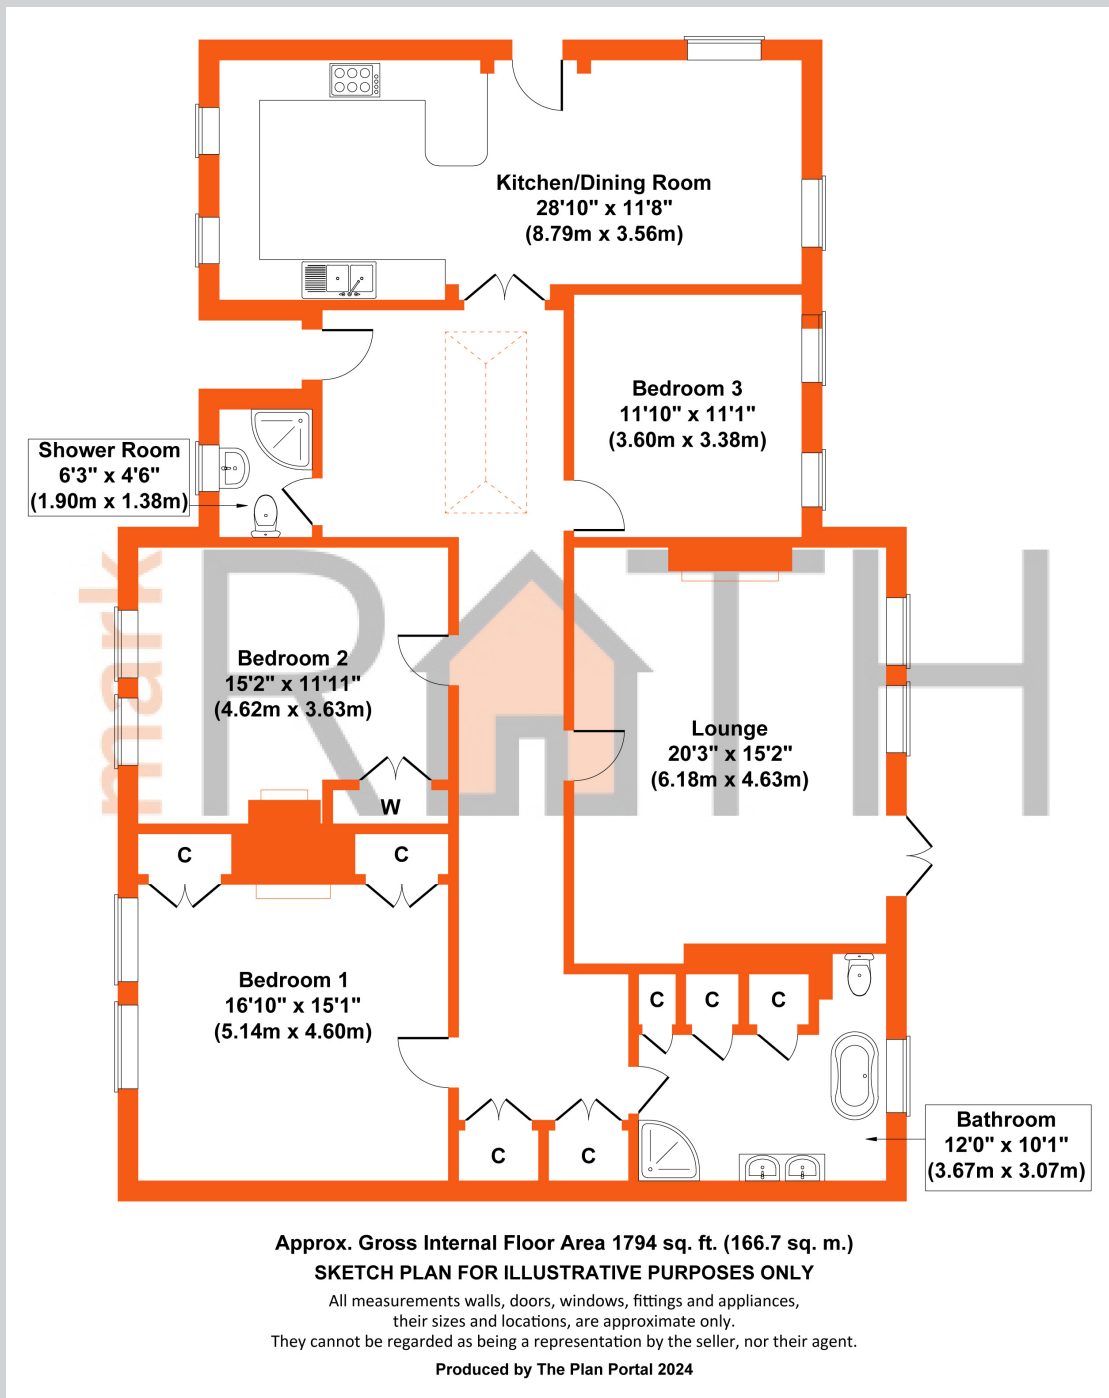 Kitchen/Dining Room
28'10" x 11'8"
(8.79m x 3.56m)
Bedroom 3
11'10" x 11'1"
(3.60m x 3.38m)
Shower Room
6'3" x 4'6"
(1.90m x 1.38m)
mark
ROTH
Bedroom 2
15'2" x 11'11"
(4.62m x 3.63m)
Lounge
20'3" x 15'2"
(6.18m x 4.63m)
W
C
C
Bedroom 1
16'10" x 15'1"
(5.14m x 4.60m)
C
C
C
Bathroom
12'0" x 10'1"
(3.67m x 3.07m)
C
C
Approx. Gross Internal Floor Area 1794 sq. ft. (166.7 sq. m.)
SKETCH PLAN FOR ILLUSTRATIVE PURPOSES ONLY
All measurements walls, doors, windows, fittings and appliances,
their sizes and locations, are approximate only.
They cannot be regarded as being a representation by the seller, nor their agent.
Produced by The Plan Portal 2024